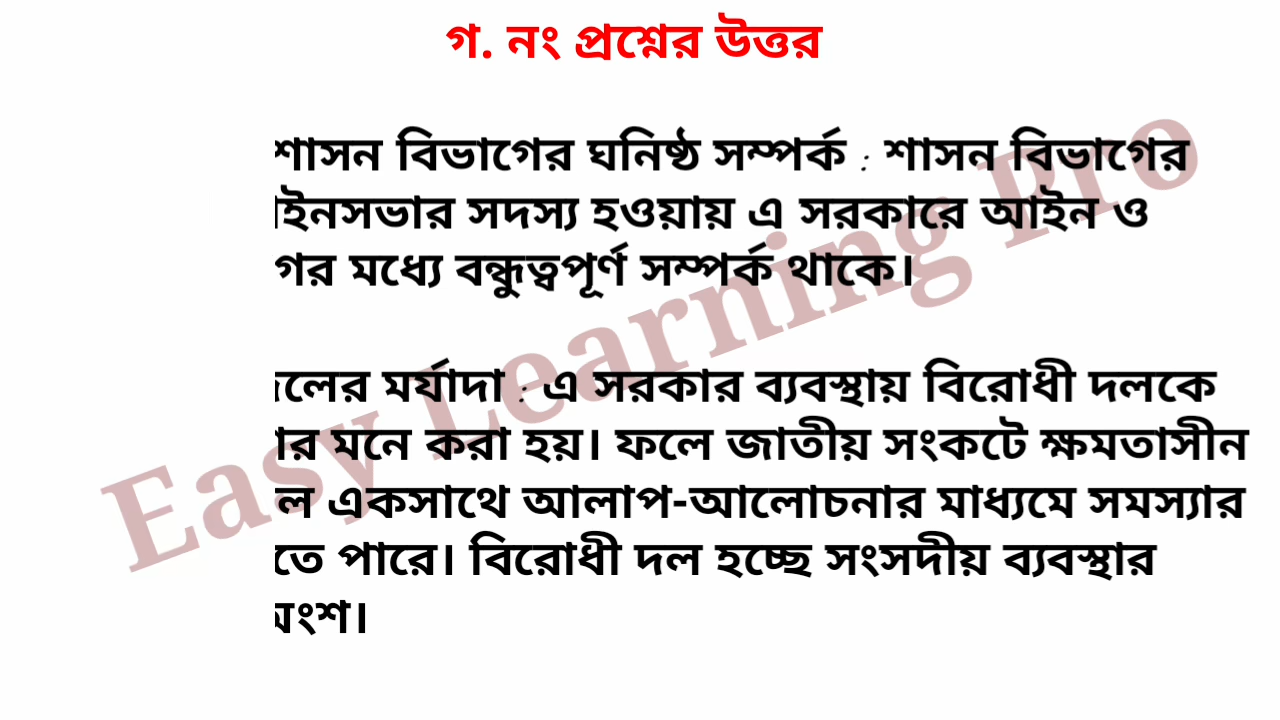 গ. নং প্রশ্নের উত্তর
শাসন বিভাগের ঘনিষ্ঠ সম্পর্ক : শাসন বিভাগের
সদস্য হওয়ায় এ সরকারে আইন ও
মধ্যে বন্ধুত্বপূর্ণ সম্পর্ক থাকে।
মর্যাদা : এ সরকার ব্যবস্থায় বিরোধী দলকে
মনে করা হয়। ফলে জাতীয় সংকটে ক্ষমতাসীন
একসাথে আলাপ-আলোচনার মাধ্যমে সমস্যার
পারে। বিরোধী দল হচ্ছে সংসদীয় ব্যবস্থার
অংশ।
Easy Learning Pro